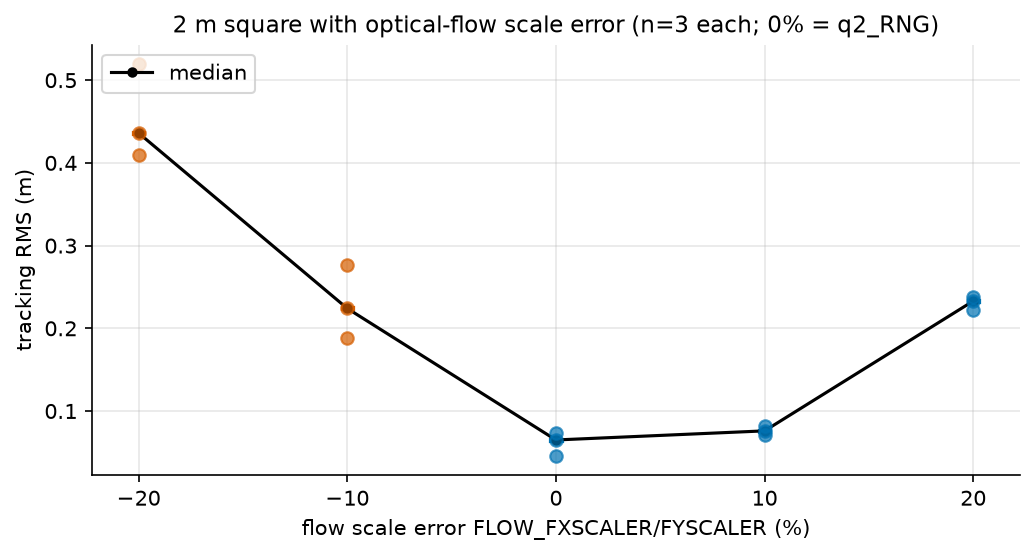 2 m square with optical-flow scale error (n=3 each; 0% = q2_RNG)
median
tracking RMS (m)
0.5
0.4
0.3
0.2
0.1
−20
−10
0
10
20
flow scale error FLOW_FXSCALER/FYSCALER (%)